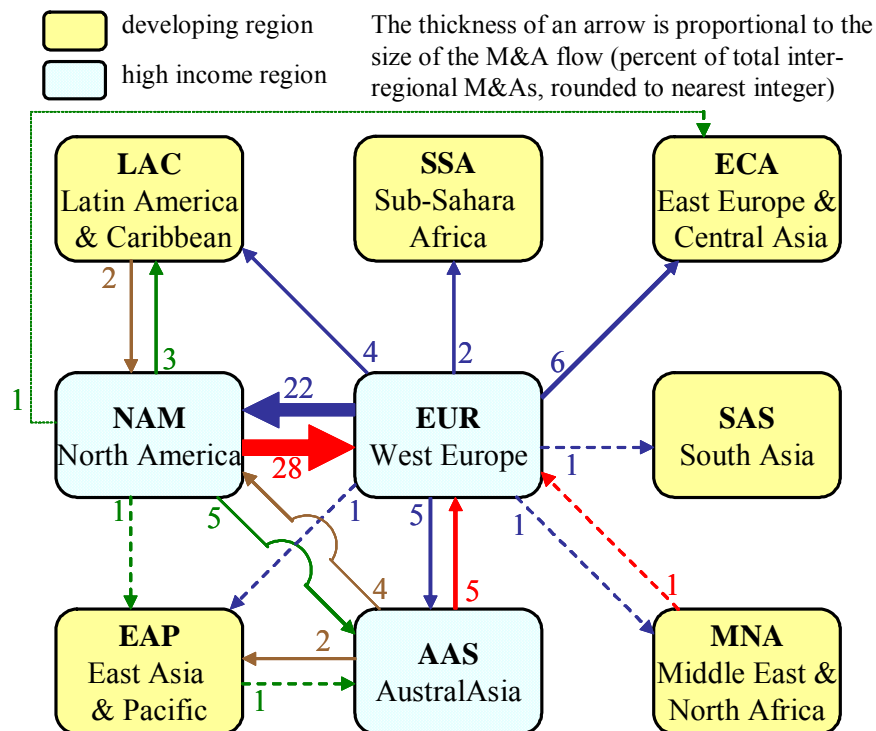 developing region
high income region
The thickness of an arrow is proportional to the
size of the M&A flow (percent of total inter-
regional M&As, rounded to nearest integer)
LAC
Latin America
& Caribbean
SSA
Sub-Sahara
Africa
ECA
East Europe &
Central Asia
2
3
4
2
6
1
NAM
North America
22
28
EUR
West Europe
1
SAS
South Asia
1
5
1
5
1
4
5
1
EAP
East Asia
& Pacific
2
1
AAS
AustralAsia
MNA
Middle East &
North Africa